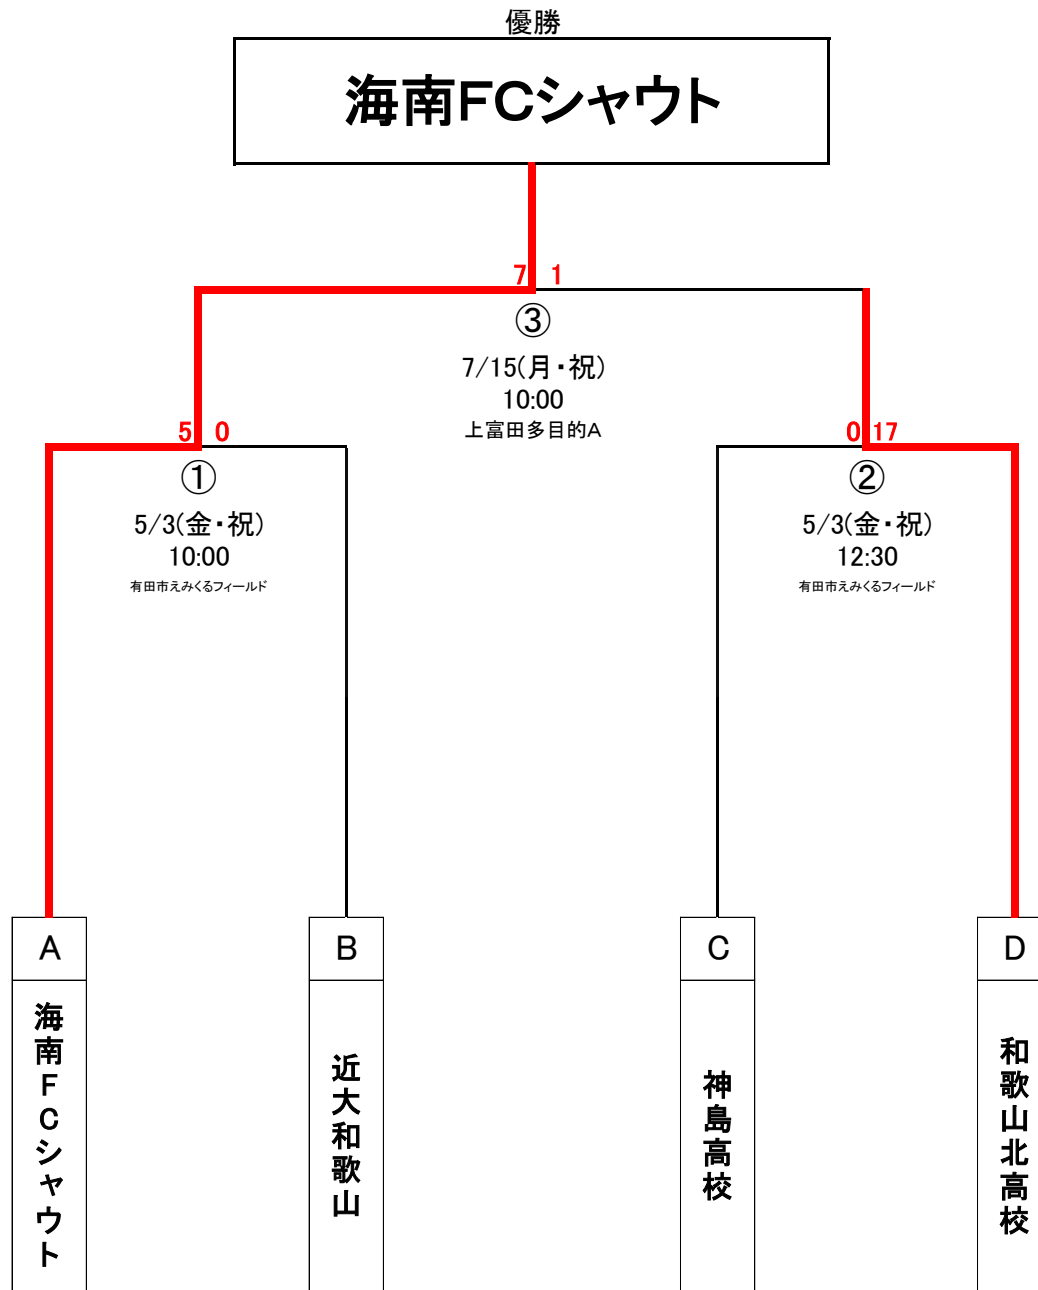 優勝
海南FCシャウト
7 1
③
7/15(月・祝)
10:00
上富田多目的A
5 0
①
5/3(金・祝)
10:00
有田市えみくるフィールド
0 17
②
5/3(金・祝)
12:30
有田市えみくるフィールド
A
海南FCシャウト
B
近大和歌山
C
神島高校
D
和歌山北高校